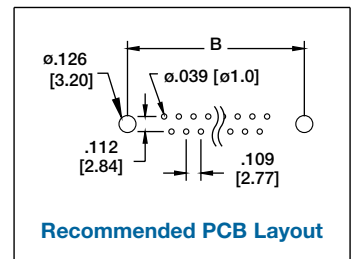 B
ø.126
[3.20]
ø.039 [ø1.0]
.112
[2.84]
.109
[2.77]
Recommended PCB Layout